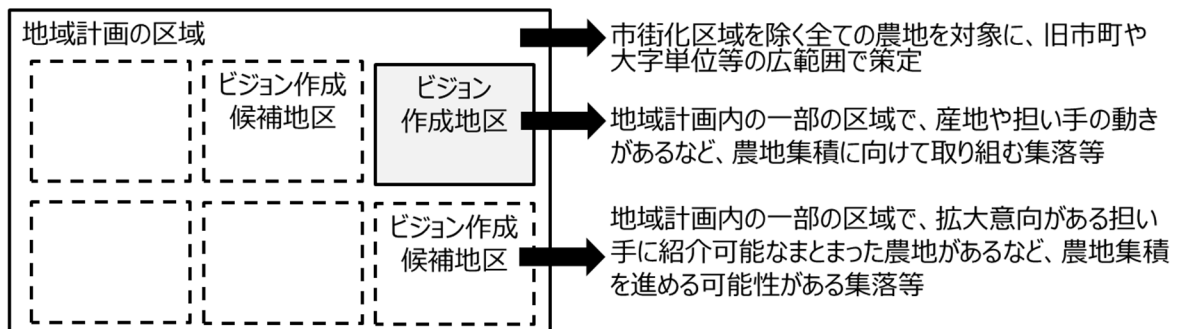 地域計画の区域
市街化区域を除く全ての農地を対象に、旧市町や
大字単位等の広範囲で策定
ビジョン作成
候補地区
ビジョン
作成地区
地域計画内の一部の区域で、産地や担い手の動き
があるなど、農地集積に向けて取り組む集落等
ビジョン作成
候補地区
地域計画内の一部の区域で、拡大意向がある担い
手に紹介可能なまとまった農地があるなど、農地集積
を進める可能性がある集落等